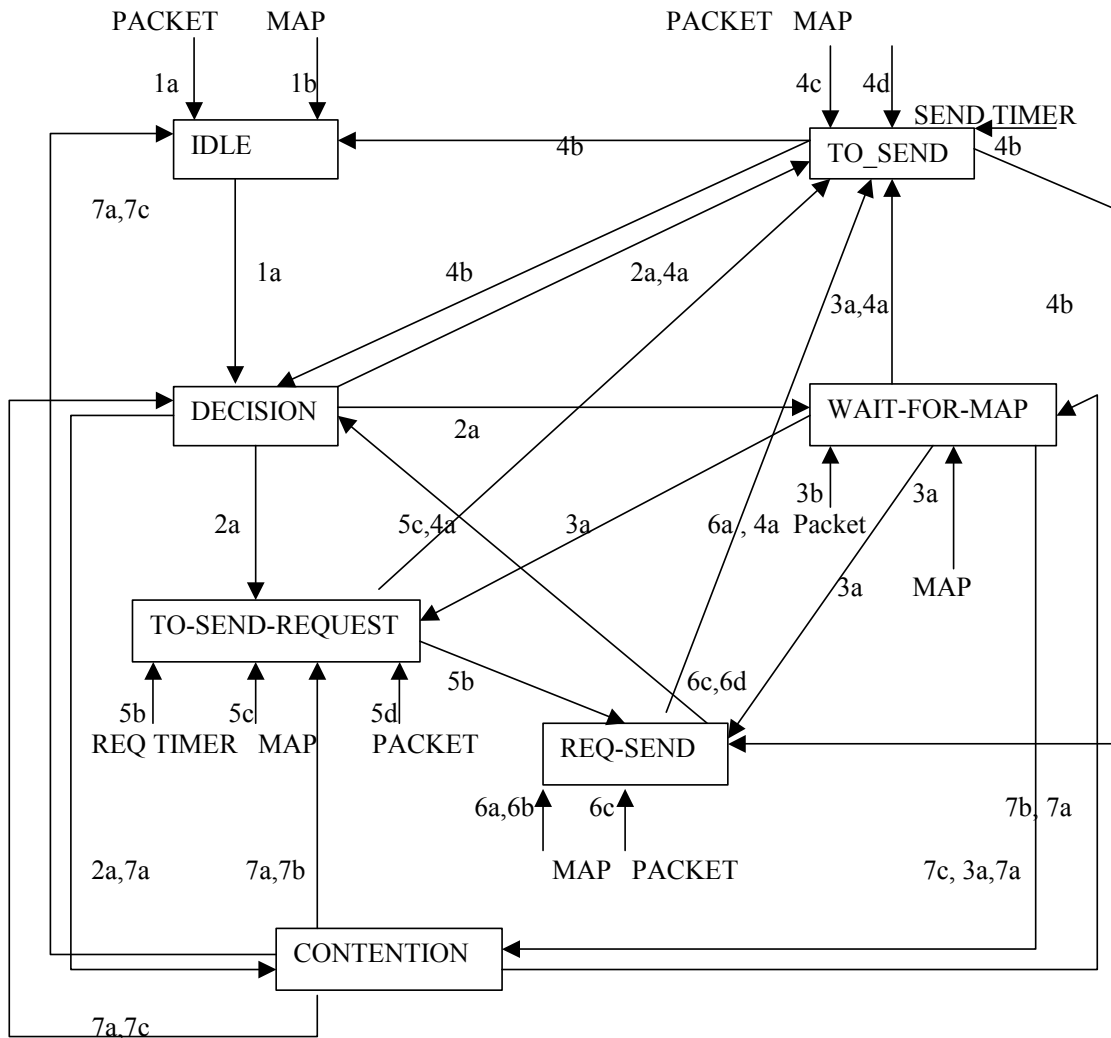 PACKET MAP
PACKET MAP
1a
1b
4c
4d
SEND TIMER
IDLE
4b
TO_SEND
4b
7a,7c
1a
4b
2a,4a
3a,4a
4b
DECISION
2a
WAIT-FOR-MAP
2a
5c,4a
3a
6a , 4a
3b
Packet
3a
MAP
3a
TO-SEND-REQUEST
5b
6c,6d
5b
5c
5d
REQ TIMER MAP
PACKET
REQ-SEND
6a,6b
6c
7b, 7a
MAP PACKET
2a,7a
7a,7b
7c, 3a,7a
CONTENTION
7a,7c